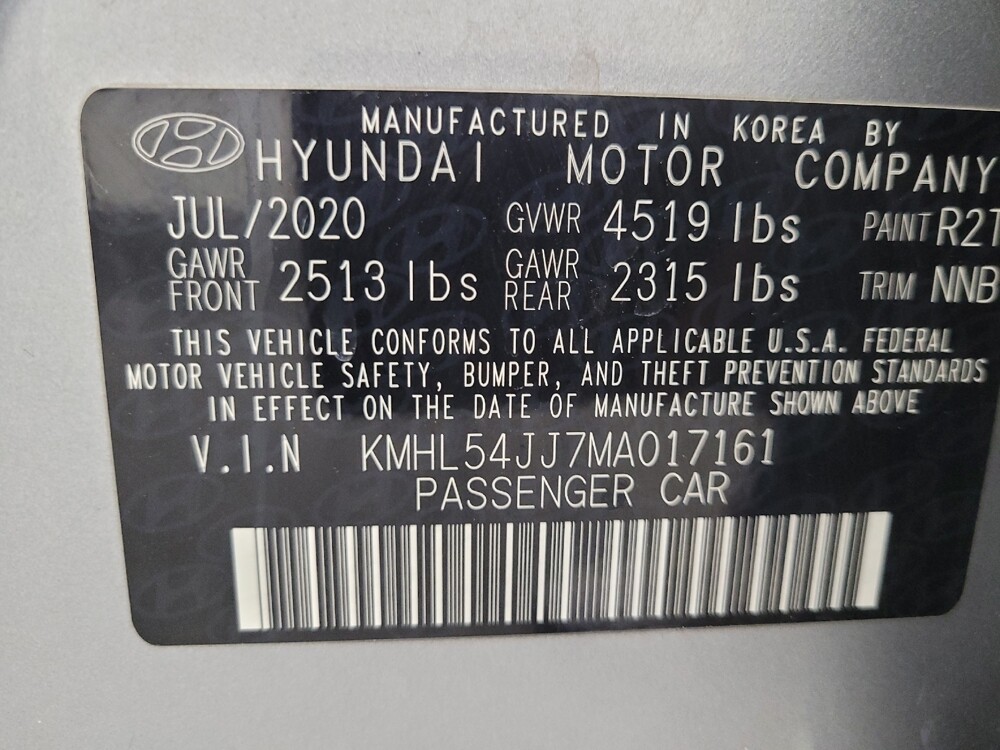 MANUFACTURED IN KOREA BY
HYUNDAI MOTOR COMPANY
JUL/2020 GVWR 4519 lbs PAINT R2T
GAWR FRONT 2513 lbs GAWR REAR 2315 lbs TRIM NNB
THIS VEHICLE CONFORMS TO ALL APPLICABLE U.S.A. FEDERAL
MOTOR VEHICLE SAFETY, BUMPER, AND THEFT PREVENTION STANDARDS
IN EFFECT ON THE DATE OF MANUFACTURE SHOWN ABOVE
V.I.N KMHL54JJ7MA017161
PASSENGER CAR